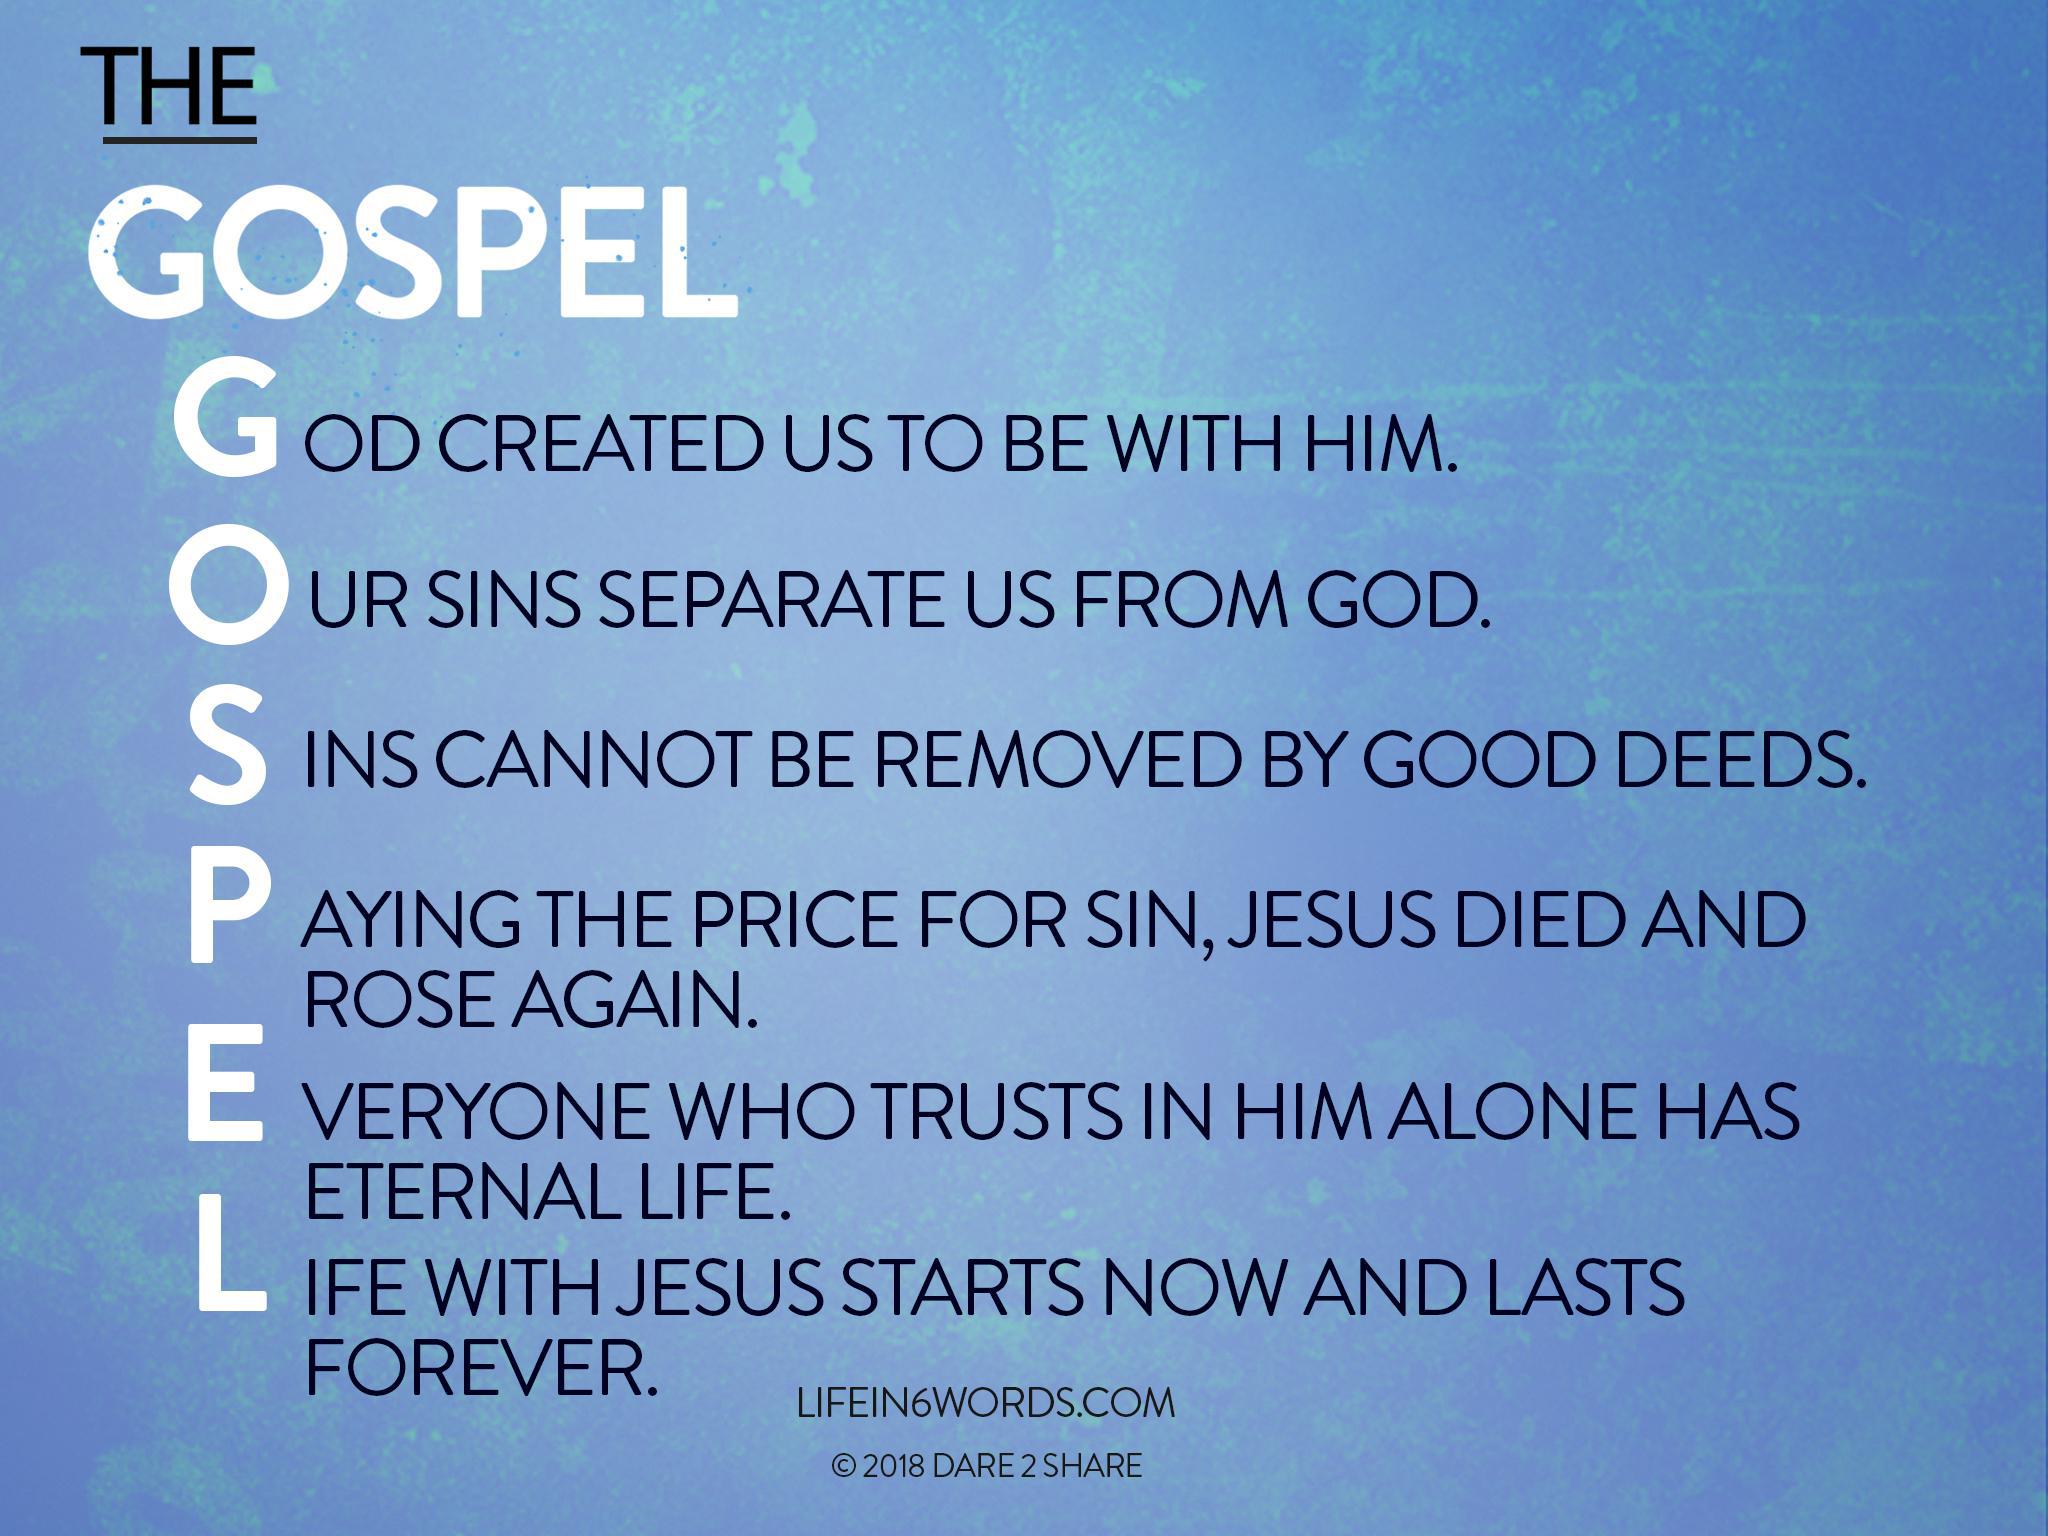 THE
GOSPEL
GOD CREATED US TO BE WITH HIM.
OUR SINS SEPARATE US FROM GOD.
SINS CANNOT BE REMOVED BY GOOD DEEDS.
PAYING THE PRICE FOR SIN, JESUS DIED AND
ROSE AGAIN.
EVERYONE WHO TRUSTS IN HIM ALONE HAS
ETERNAL LIFE.
LIFE WITH JESUS STARTS NOW AND LASTS
FOREVER.
LIFEIN6WORDS.COM
© 2018 DARE 2 SHARE